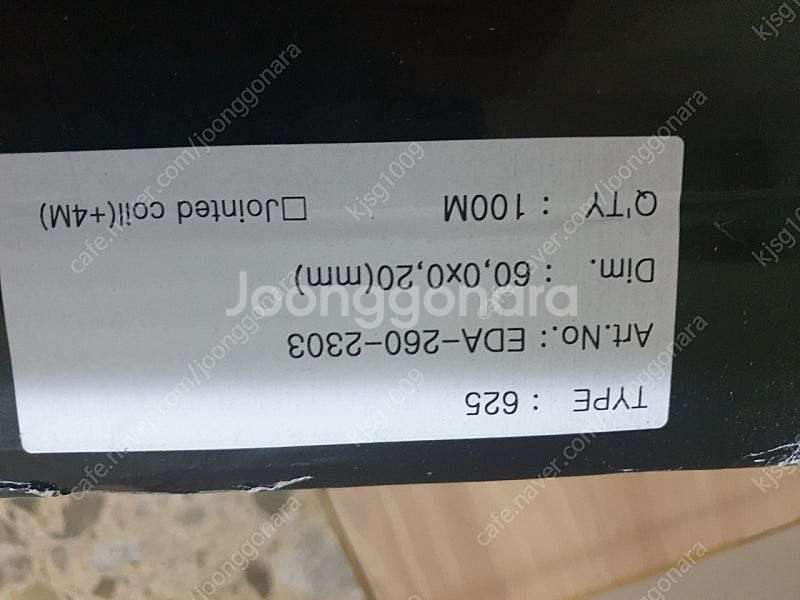 TYPE : 625
Art.No.: EDA-260-2303
Dim. : 60,0x0,20(mm)
Q'TY : 100M □Jointed coil(+4M)
Joonggonara
cafe.naver.com/joonggonara
kjsg1009